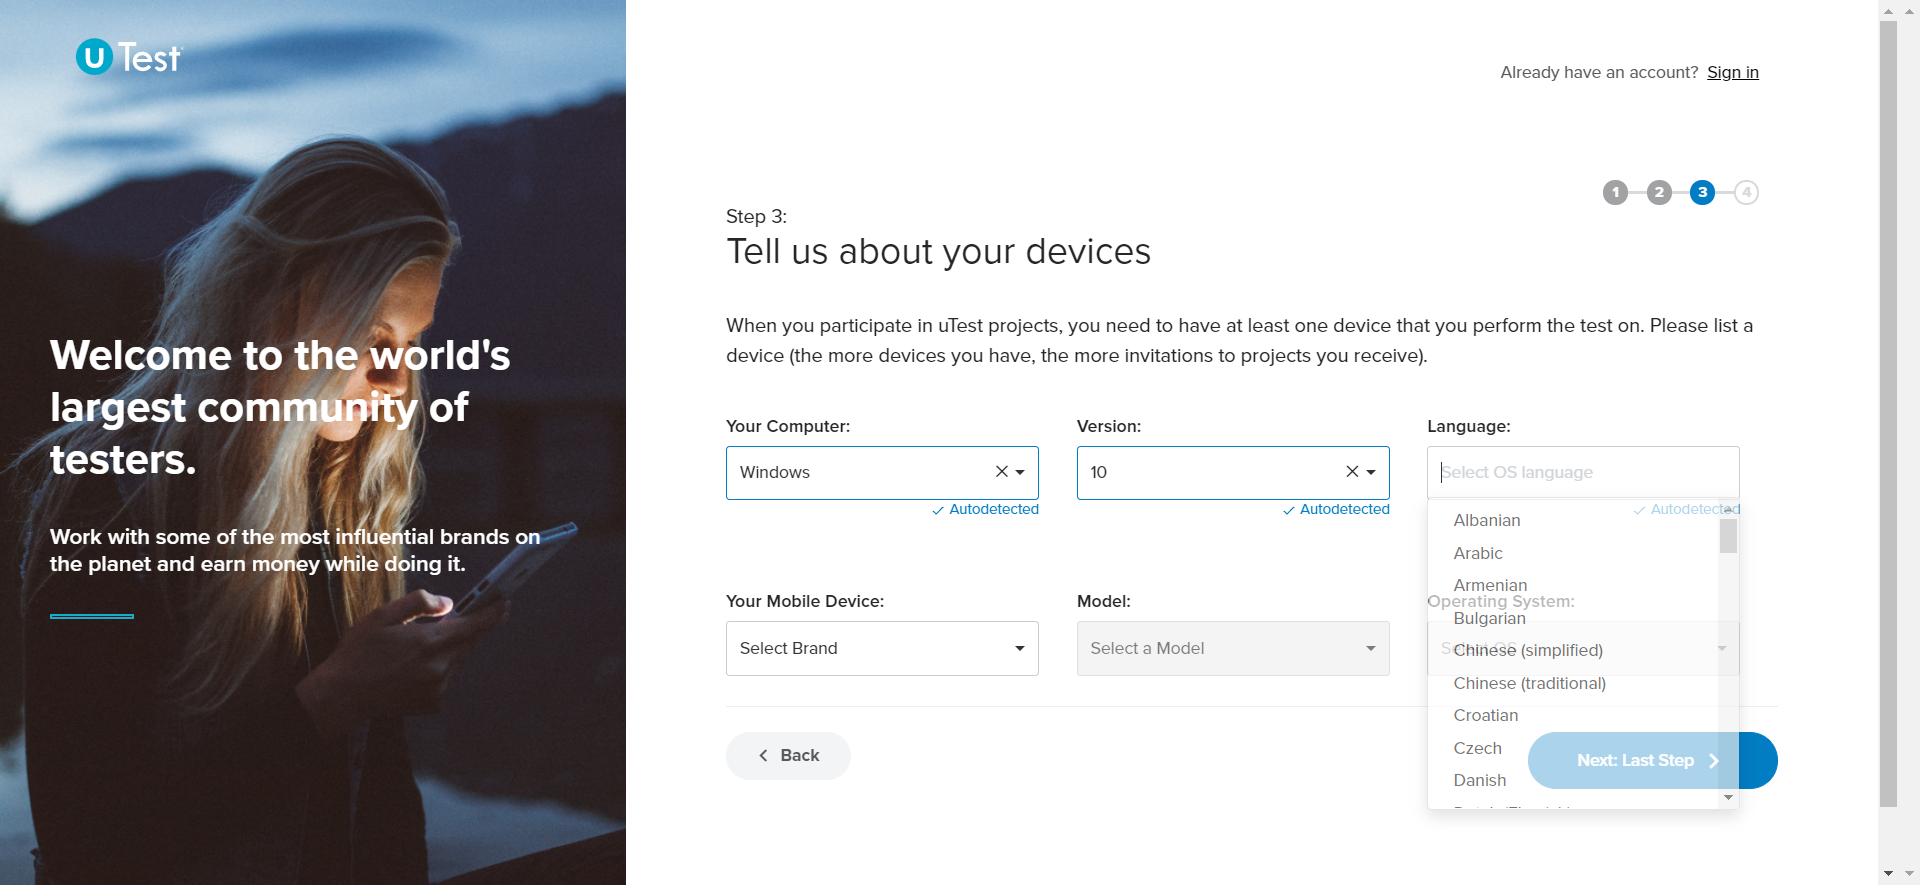 U Test
Already have an account? Sign in
1 2 3 4
Step 3:
Tell us about your devices
When you participate in uTest projects, you need to have at least one device that you perform the test on. Please list a
device (the more devices you have, the more invitations to projects you receive).
Welcome to the world's
largest community of
testers.
Work with some of the most influential brands on
the planet and earn money while doing it.
Your Computer: Version: Language:
Windows 10 Select OS language
Autodetected Autodetected Autodetected
Albanian
Arabic
Armenian
Your Mobile Device: Model: Operating System:
Bulgarian
Select Brand Select a Model
Chinese (simplified)
Chinese (traditional)
Croatian
Czech
Danish
Back Next: Last Step